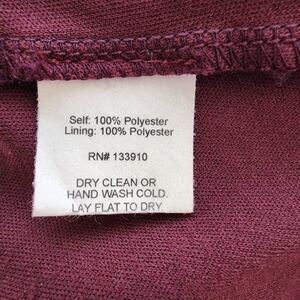 Self: 100% Polyester
Lining: 100% Polyester
RN# 133910
DRY CLEAN OR
HAND WASH COLD.
LAY FLAT TO DRY.